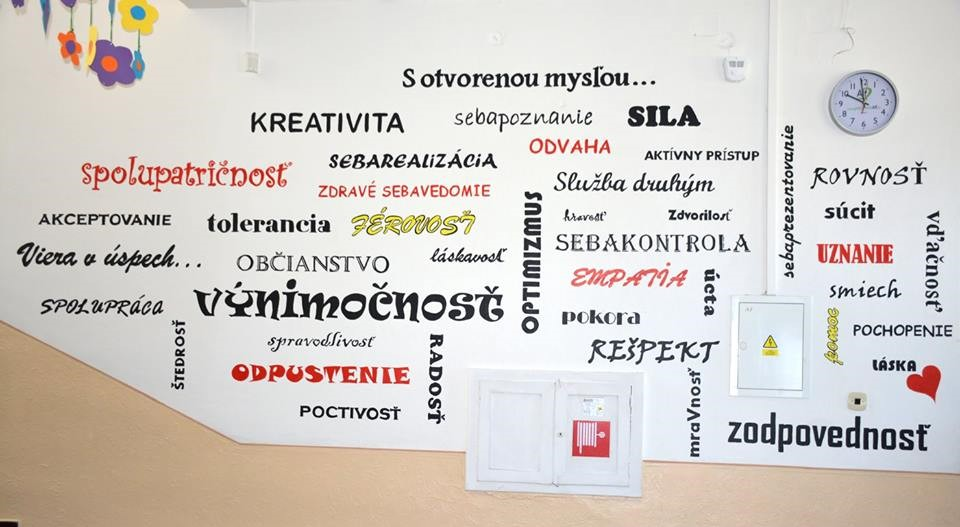 S otvorenou mysľou...
KREATIVITA
sebapoznanie
SILA
ODVAHA
AKTÍVNY PRÍSTUP
spolupatričnosť
SEBAREALIZÁCIA
ZDRAVÉ SEBAVEDOMIE
Služba druhým
sebaprezentovanie
ROVNOSŤ
AKCEPTOVANIE
tolerancia
FÉROVOSŤ
OPTIMIZMUS
hravosť
Zdvorilosť
súcit
vďačnosť
Viera v úspech...
OBČIANSTVO
láskavosť
SEBAKONTROLA
UZNANIE
EMPATIA
úcta
smiech
SPOLUPRÁCA
VÝNIMOČNOSŤ
pokora
pomoc
POCHOPENIE
ŠTEDROSŤ
spravodlivosť
RADOSŤ
REŠPEKT
LÁSKA
ODPUSTENIE
mraVnosť
POCTIVOSŤ
zodpovednosť